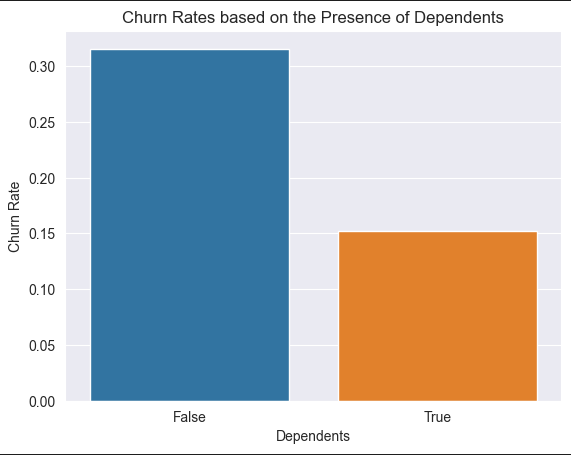 Churn Rates based on the Presence of Dependents
0.30
0.25
0.20
0.15
0.10
0.05
0.00
Churn Rate
False
True
Dependents